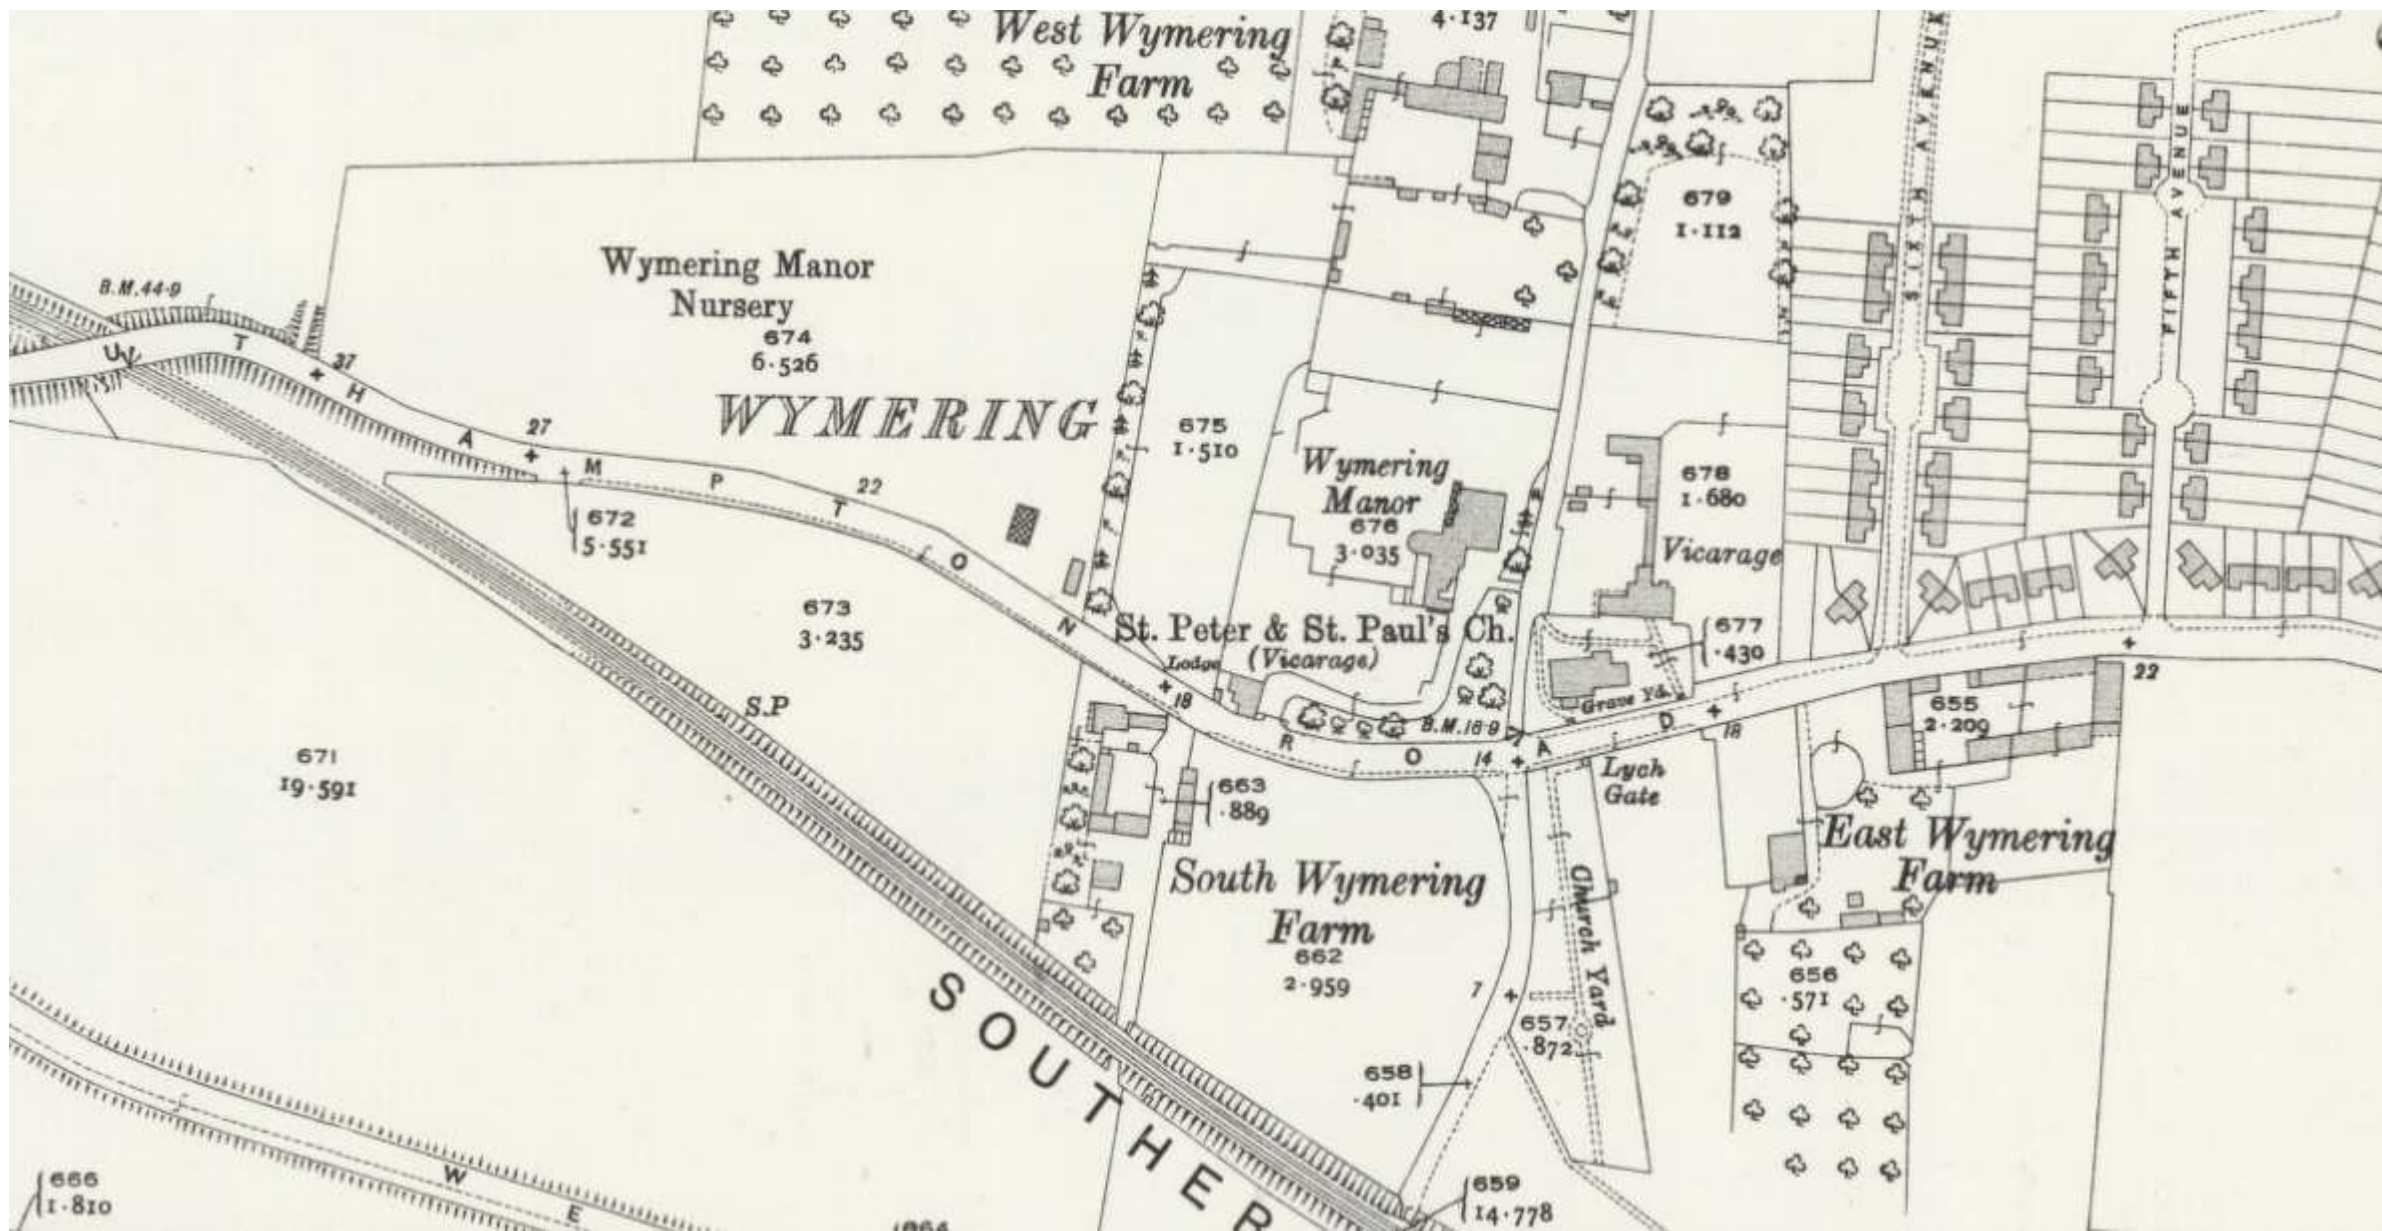 West Wymering
Farm
4.137
SIXTH AVENUE
FIFTH AVENUE
679
1.112
Wymering Manor
Nursery
674
6.526
B.M.44.9
WYMERING
675
1.510
Wymering
Manor
676
3.035
678
1.680
Vicarage
37
27
22
672
5.551
673
3.235
St. Peter & St. Paul's Ch.
(Vicarage)
Lodge
677
.430
Grave Yd.
SOUTHAMPTON ROAD
18
B.M.16.9
14
18
22
655
2.209
Lych
Gate
S.P
671
19.591
663
.889
East Wymering
Farm
South Wymering
Farm
662
2.959
Church Yard
656
.571
7
657
.872
658
.401
SOUTHER
659
14.778
WE
666
1.810